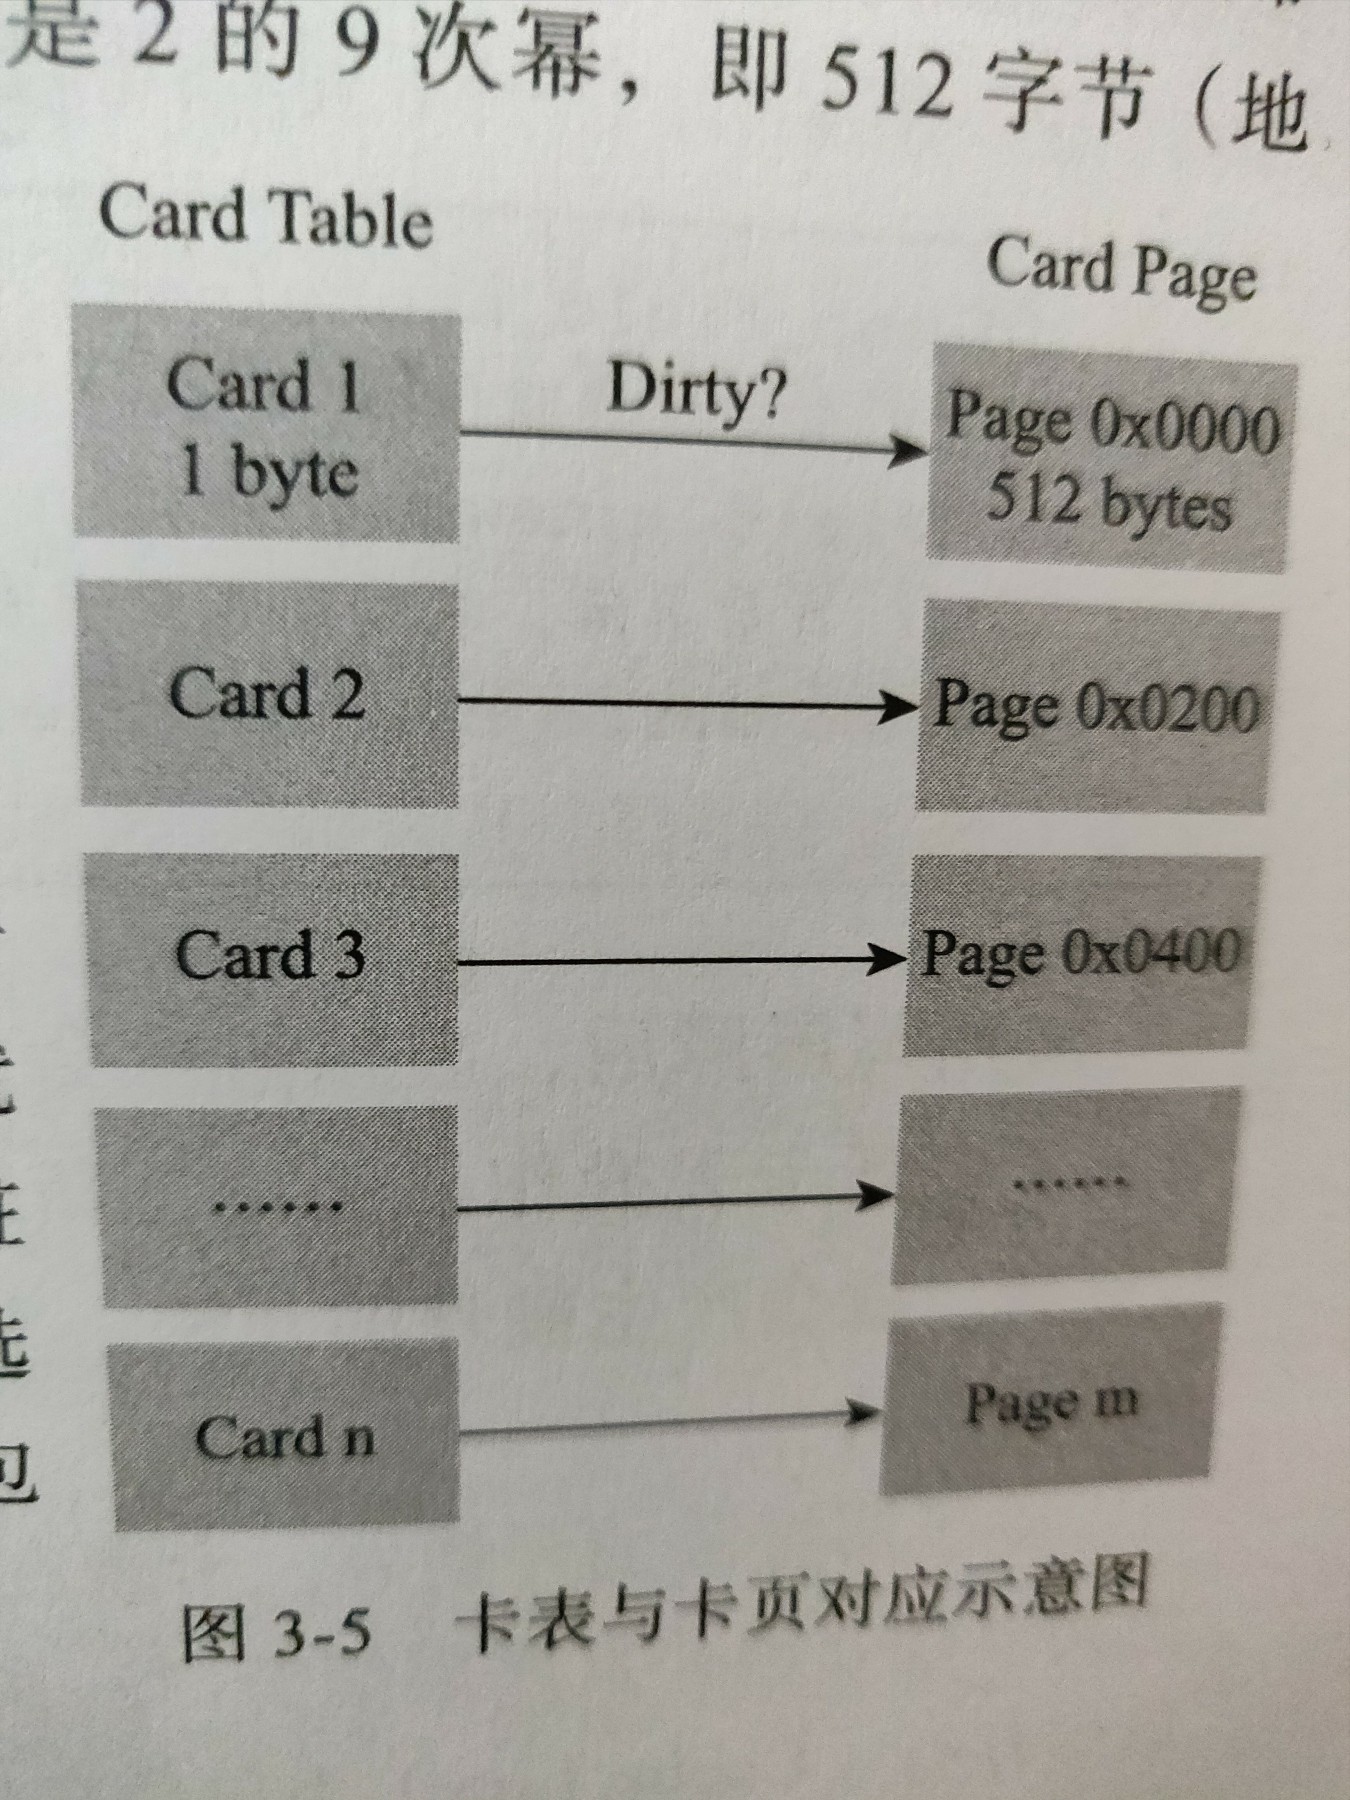 是 2 的 9 次幂，即 512 字节（地
Card Table
Card Page
Card 1
1 byte
Dirty?
Page 0x0000
512 bytes
Card 2
Page 0x0200
Card 3
Page 0x0400
······
······
Card n
Page m
图 3-5 卡表与卡页对应示意图